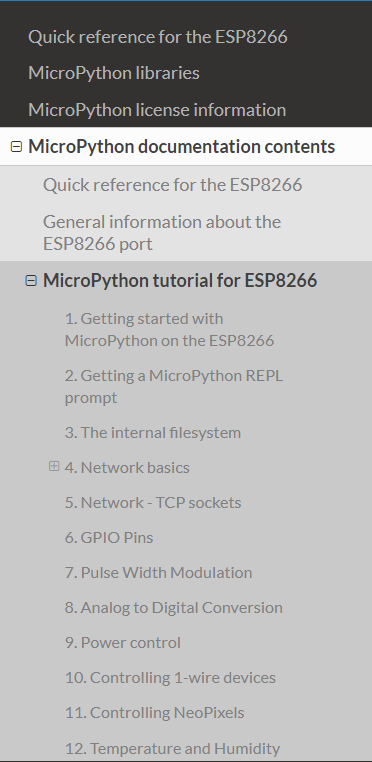 Quick reference for the ESP8266
MicroPython libraries
MicroPython license information
MicroPython documentation contents
Quick reference for the ESP8266
General information about the
ESP8266 port
MicroPython tutorial for ESP8266
1. Getting started with
MicroPython on the ESP8266
2. Getting a MicroPython REPL
prompt
3. The internal filesystem
4. Network basics
5. Network - TCP sockets
6. GPIO Pins
7. Pulse Width Modulation
8. Analog to Digital Conversion
9. Power control
10. Controlling 1-wire devices
11. Controlling NeoPixels
12. Temperature and Humidity